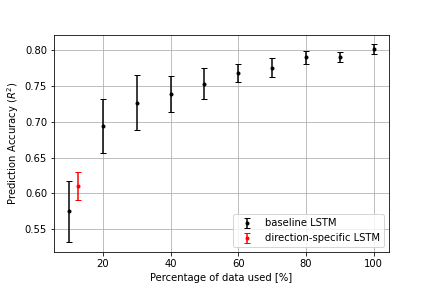 Prediction Accuracy (R²)
0.80
0.75
0.70
0.65
0.60
0.55
baseline LSTM
direction-specific LSTM
20 40 60 80 100
Percentage of data used [%]